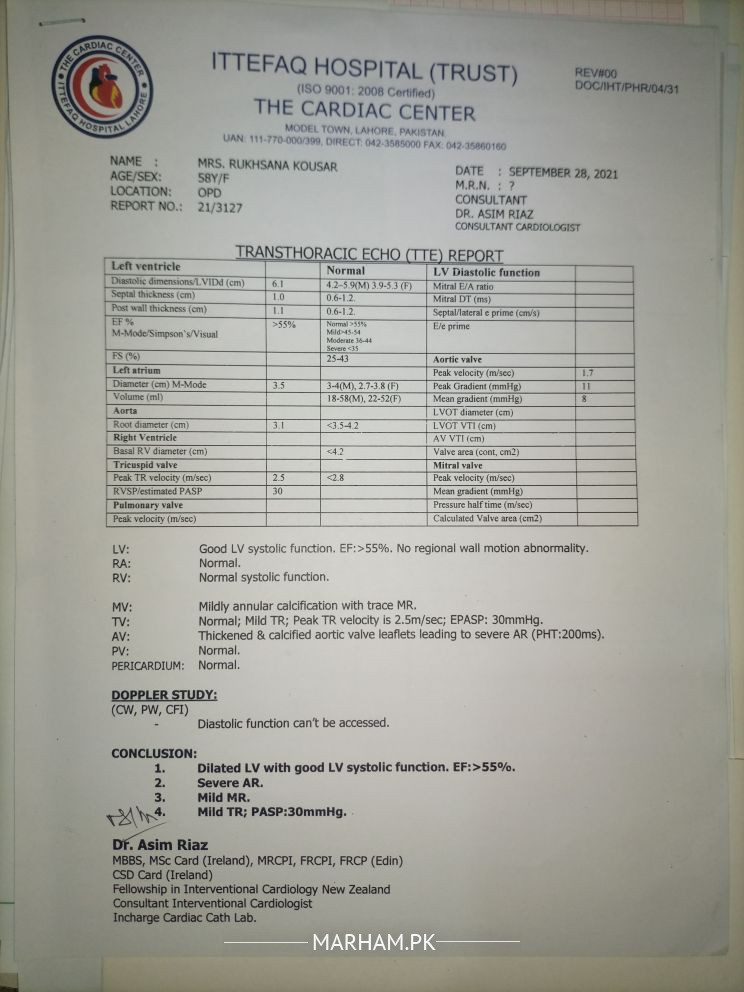 THE CARDIAC CENTER
ITTEFAQ HOSPITAL LAHORE
ITTEFAQ HOSPITAL (TRUST)
(ISO 9001: 2008 Certified)
THE CARDIAC CENTER
MODEL TOWN, LAHORE, PAKISTAN.
UAN: 111-770-000/399, DIRECT: 042-3585000 FAX: 042-35860160
REV#00
DOC/IHT/PHR/04/31
NAME : MRS. RUKHSANA KOUSAR
AGE/SEX: 58Y/F
LOCATION: OPD
REPORT NO.: 21/3127
DATE : SEPTEMBER 28, 2021
M.R.N. : ?
CONSULTANT
DR. ASIM RIAZ
CONSULTANT CARDIOLOGIST
TRANSTHORACIC ECHO (TTE) REPORT
Left ventricle Normal LV Diastolic function
Diastolic dimensions/LVIDd (cm) 6.1 4.2-5.9(M) 3.9-5.3 (F) Mitral E/A ratio
Septal thickness (cm) 1.0 0.6-1.2. Mitral DT (ms)
Post wall thickness (cm) 1.1 0.6-1.2. Septal/lateral e prime (cm/s)
EF % >55% Normal >55% E/e prime
M-Mode/Simpson's/Visual Mild>45-54
Moderate 36-44
Severe <35
FS (%) 25-43 Aortic valve
Left atrium Peak velocity (m/sec) 1.7
Diameter (cm) M-Mode 3.5 3-4(M), 2.7-3.8 (F) Peak Gradient (mmHg) 11
Volume (ml) 18-58(M), 22-52(F) Mean gradient (mmHg) 8
Aorta LVOT diameter (cm)
Root diameter (cm) 3.1 <3.5-4.2 LVOT VTI (cm)
Right Ventricle AV VTI (cm)
Basal RV diameter (cm) <4.2 Valve area (cont, cm2)
Tricuspid valve Mitral valve
Peak TR velocity (m/sec) 2.5 <2.8 Peak velocity (m/sec)
RVSP/estimated PASP 30 Mean gradient (mmHg)
Pulmonary valve Pressure half time (m/sec)
Peak velocity (m/sec) Calculated Valve area (cm2)
LV: Good LV systolic function. EF:>55%. No regional wall motion abnormality.
RA: Normal.
RV: Normal systolic function.
MV: Mildly annular calcification with trace MR.
TV: Normal; Mild TR; Peak TR velocity is 2.5m/sec; EPASP: 30mmHg.
AV: Thickened & calcified aortic valve leaflets leading to severe AR (PHT:200ms).
PV: Normal.
PERICARDIUM: Normal.
DOPPLER STUDY:
(CW, PW, CFI)
- Diastolic function can't be accessed.
CONCLUSION:
1. Dilated LV with good LV systolic function. EF:>55%.
2. Severe AR.
3. Mild MR.
4. Mild TR; PASP:30mmHg.
Dr. Asim Riaz
MBBS, MSc Card (Ireland), MRCPI, FRCPI, FRCP (Edin)
CSD Card (Ireland)
Fellowship in Interventional Cardiology New Zealand
Consultant Interventional Cardiologist
Incharge Cardiac Cath Lab.
MARHAM.PK